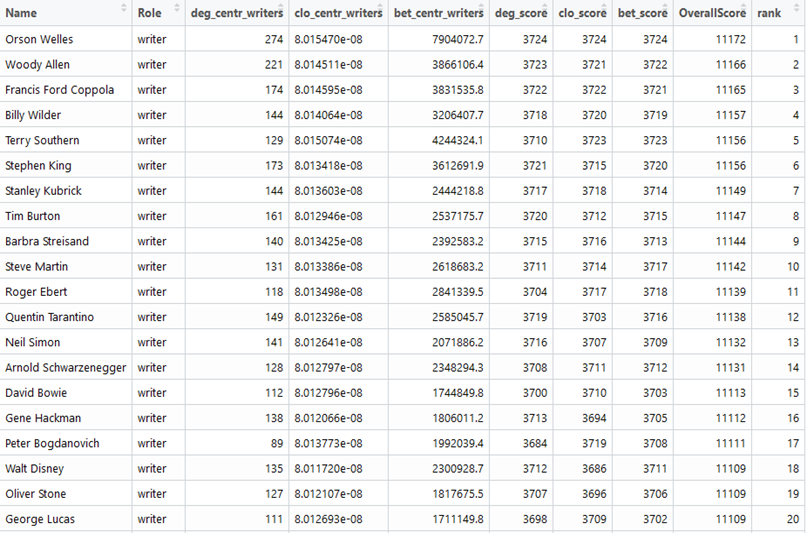 Name Role deg_centr_writers clo_centr_writers bet_centr_writers deg_score clo_score bet_score OverallScore rank
Orson Welles writer 274 8.015470e-08 7904072.7 3724 3724 3724 11172 1
Woody Allen writer 221 8.014511e-08 3866106.4 3723 3721 3722 11166 2
Francis Ford Coppola writer 174 8.014595e-08 3831535.8 3722 3722 3721 11165 3
Billy Wilder writer 144 8.014064e-08 3206407.7 3718 3720 3719 11157 4
Terry Southern writer 129 8.015074e-08 4244324.1 3710 3723 3723 11156 5
Stephen King writer 173 8.013418e-08 3612691.9 3721 3715 3720 11156 6
Stanley Kubrick writer 144 8.013603e-08 2444218.8 3717 3718 3714 11149 7
Tim Burton writer 161 8.012946e-08 2537175.7 3720 3712 3715 11147 8
Barbra Streisand writer 140 8.013425e-08 2392583.2 3715 3716 3713 11144 9
Steve Martin writer 131 8.013386e-08 2618683.2 3711 3714 3717 11142 10
Roger Ebert writer 118 8.013498e-08 2841339.5 3704 3717 3718 11139 11
Quentin Tarantino writer 149 8.012326e-08 2585045.7 3719 3703 3716 11138 12
Neil Simon writer 141 8.012641e-08 2071886.2 3716 3707 3709 11132 13
Arnold Schwarzenegger writer 128 8.012797e-08 2348294.3 3708 3711 3712 11131 14
David Bowie writer 112 8.012796e-08 1744849.8 3700 3710 3703 11113 15
Gene Hackman writer 138 8.012066e-08 1806011.2 3713 3694 3705 11112 16
Peter Bogdanovich writer 89 8.013773e-08 1992039.4 3684 3719 3708 11111 17
Walt Disney writer 135 8.011720e-08 2300928.7 3712 3686 3711 11109 18
Oliver Stone writer 127 8.012107e-08 1817675.5 3707 3696 3706 11109 19
George Lucas writer 111 8.012693e-08 1711149.8 3698 3709 3702 11109 20